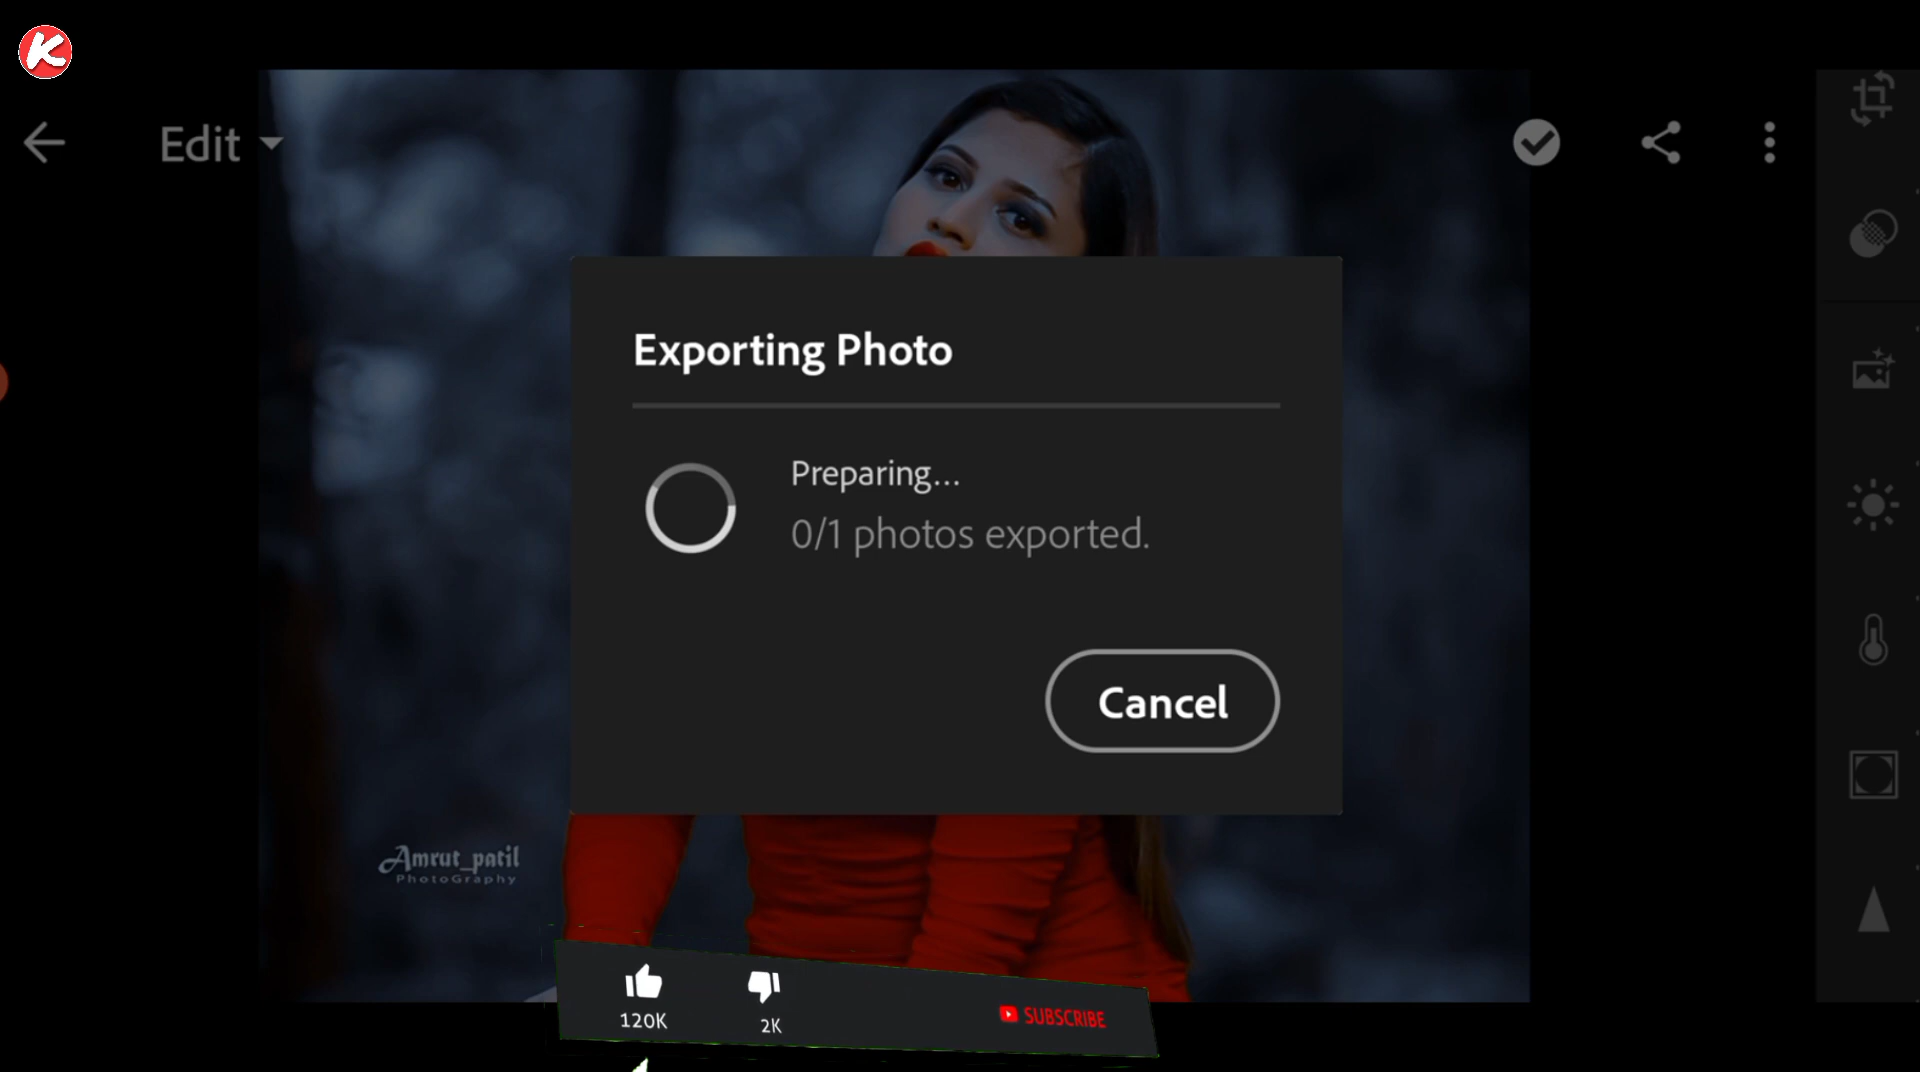 K
Edit
Exporting Photo
Preparing...
0/1 photos exported.
Cancel
Amrut_patil
PhotoGraphy
120K
2K
SUBSCRIBE